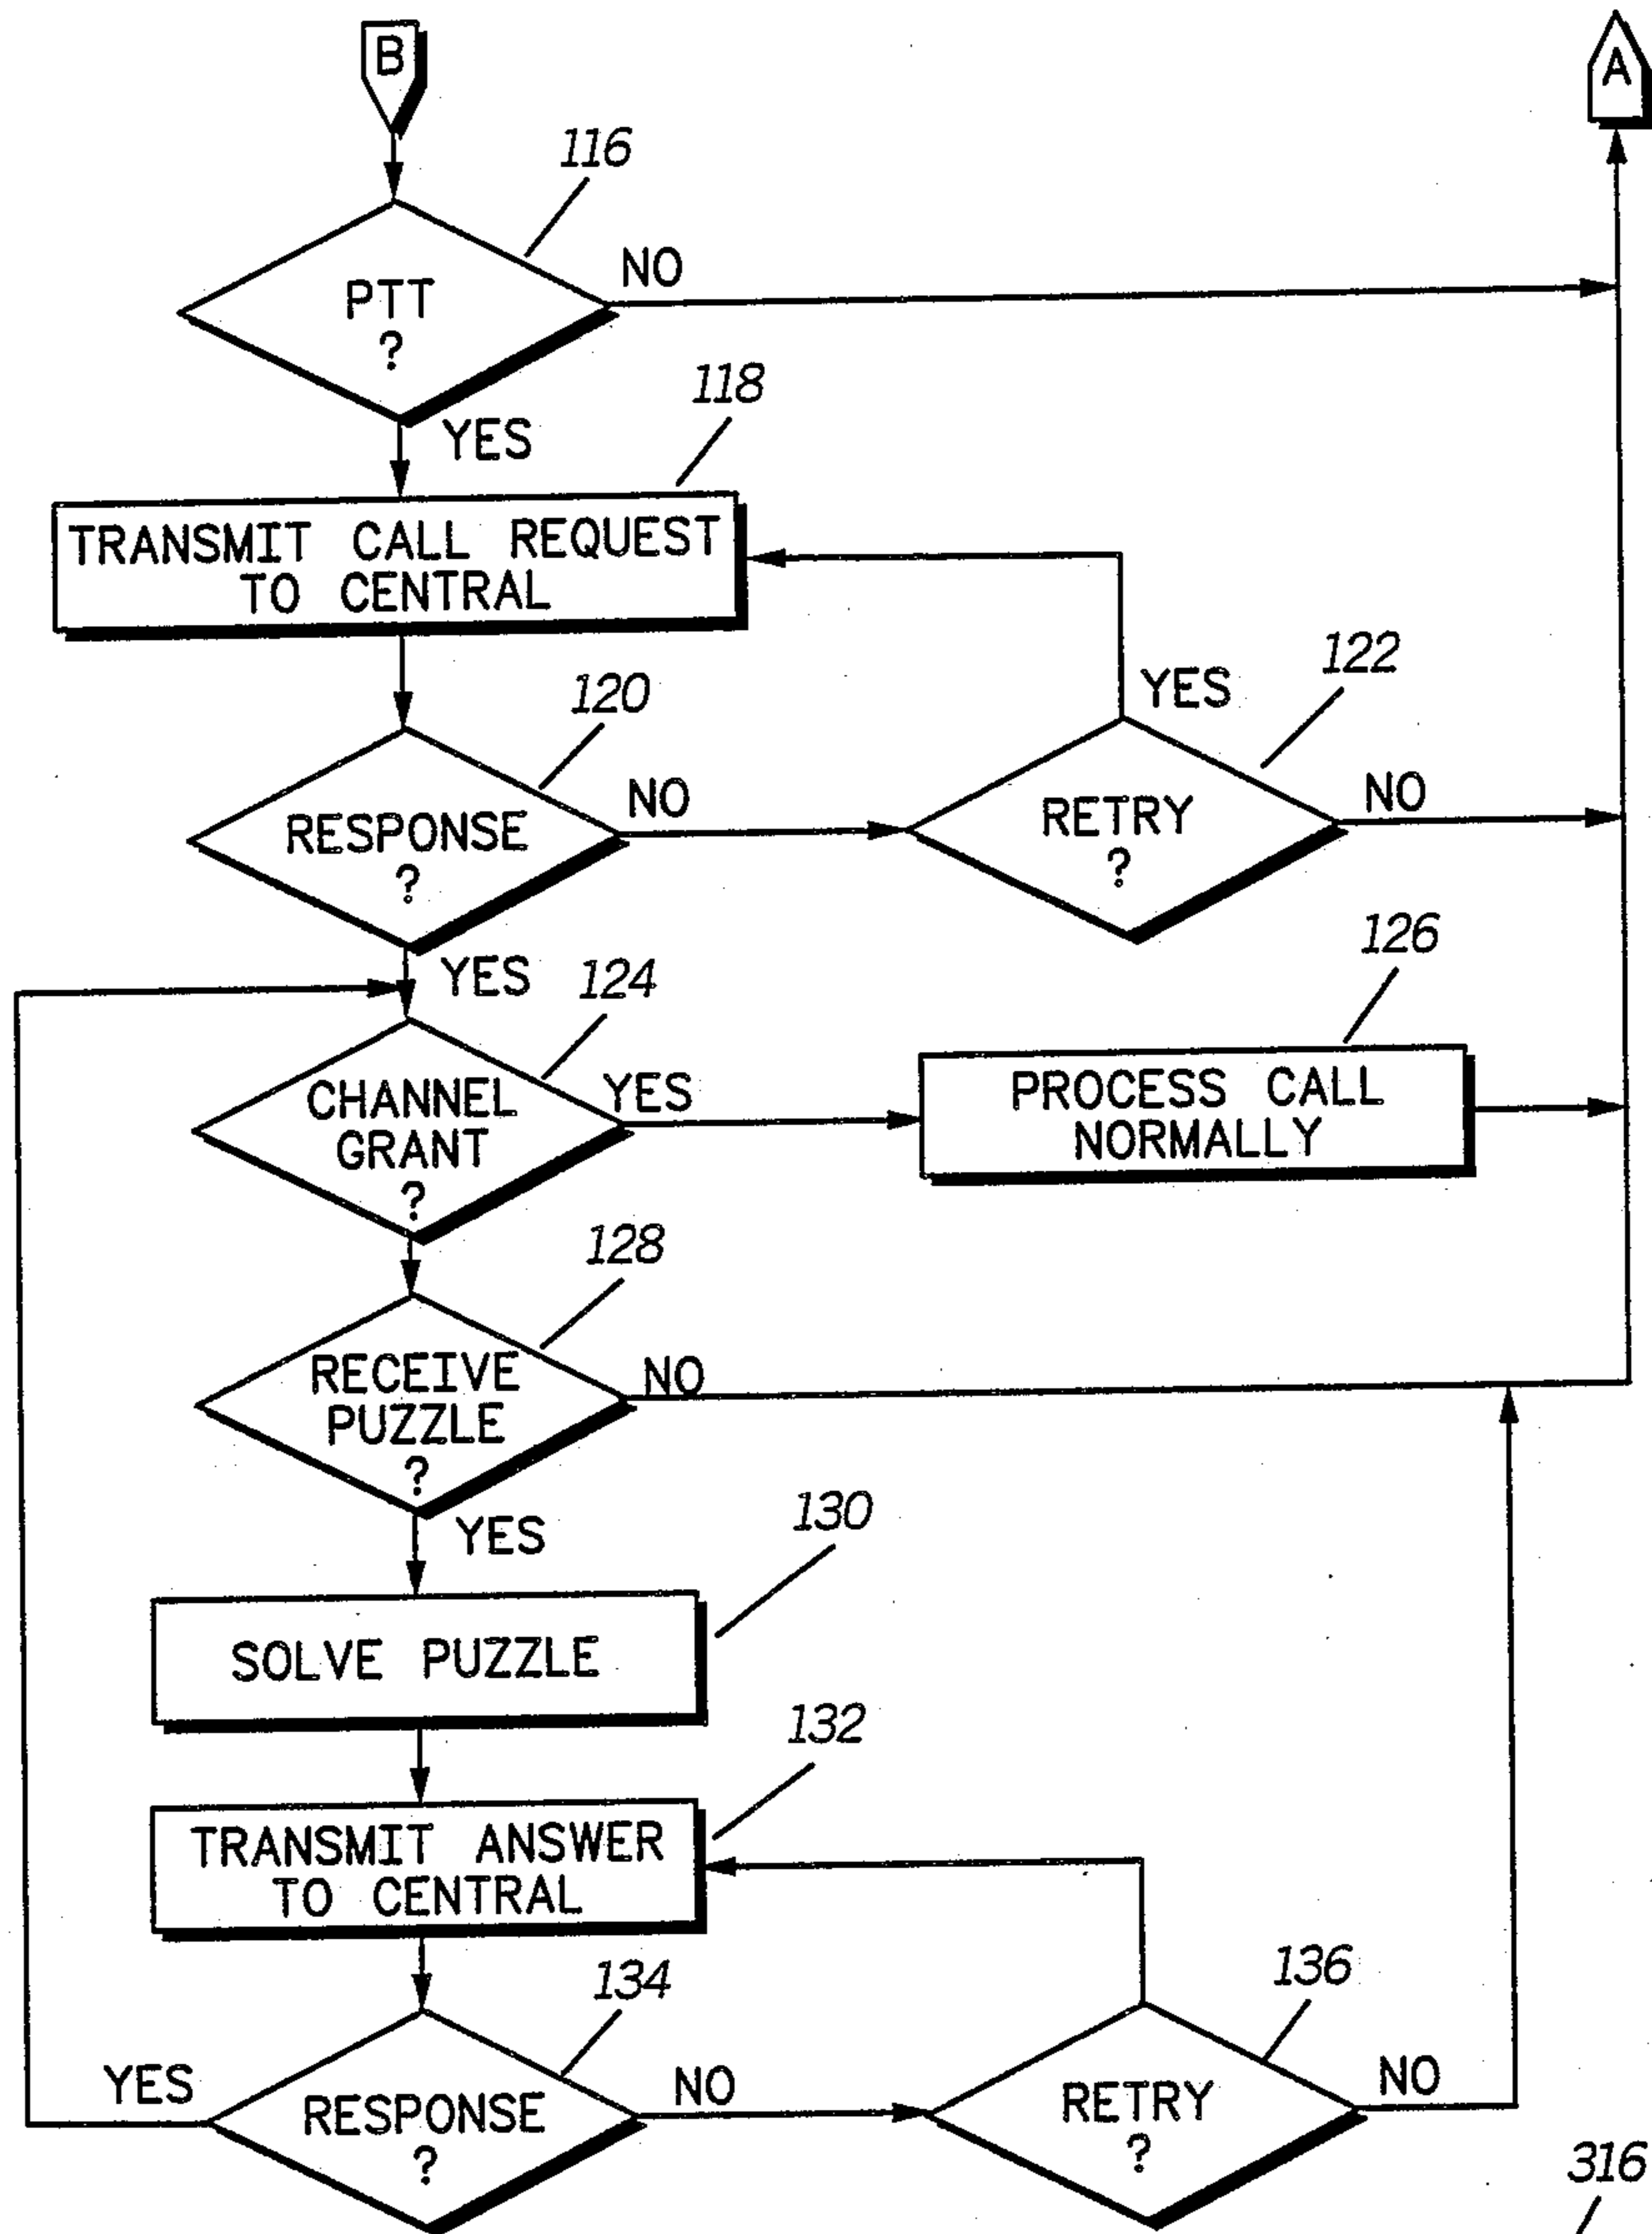 B
A
116
PTT
?
NO
YES
118
TRANSMIT CALL REQUEST
TO CENTRAL
120
RESPONSE
?
NO
YES
122
RETRY
?
YES
NO
124
CHANNEL
GRANT
?
YES
126
PROCESS CALL
NORMALLY
128
RECEIVE
PUZZLE
?
NO
YES
130
SOLVE PUZZLE
132
TRANSMIT ANSWER
TO CENTRAL
134
RESPONSE
?
YES
NO
136
RETRY
?
NO
316